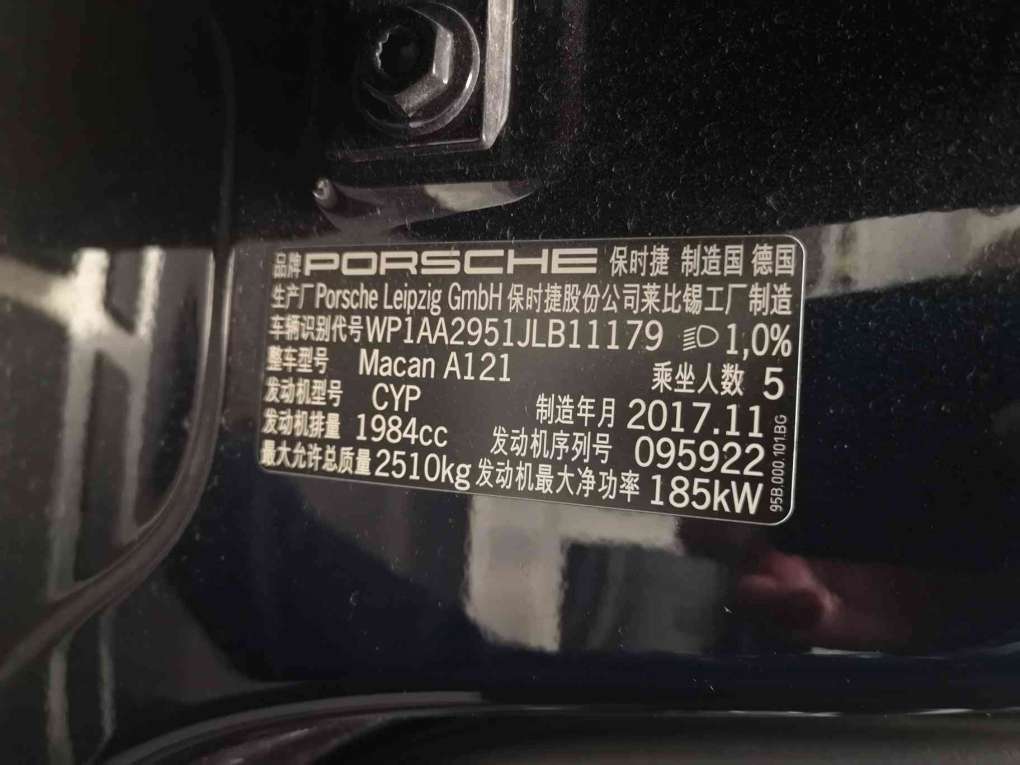 品牌 PORSCHE 保时捷 制造国 德国
生产厂 Porsche Leipzig GmbH 保时捷股份公司莱比锡工厂 制造
车辆识别代号 WP1AA2951JLB11179 1,0%
整车型号 Macan A121 乘坐人数 5
发动机型号 CYP 制造年月 2017.11
发动机排量 1984cc 发动机序列号 095922
最大允许总质量 2510kg 发动机最大净功率 185kW
95B.000.101.BG